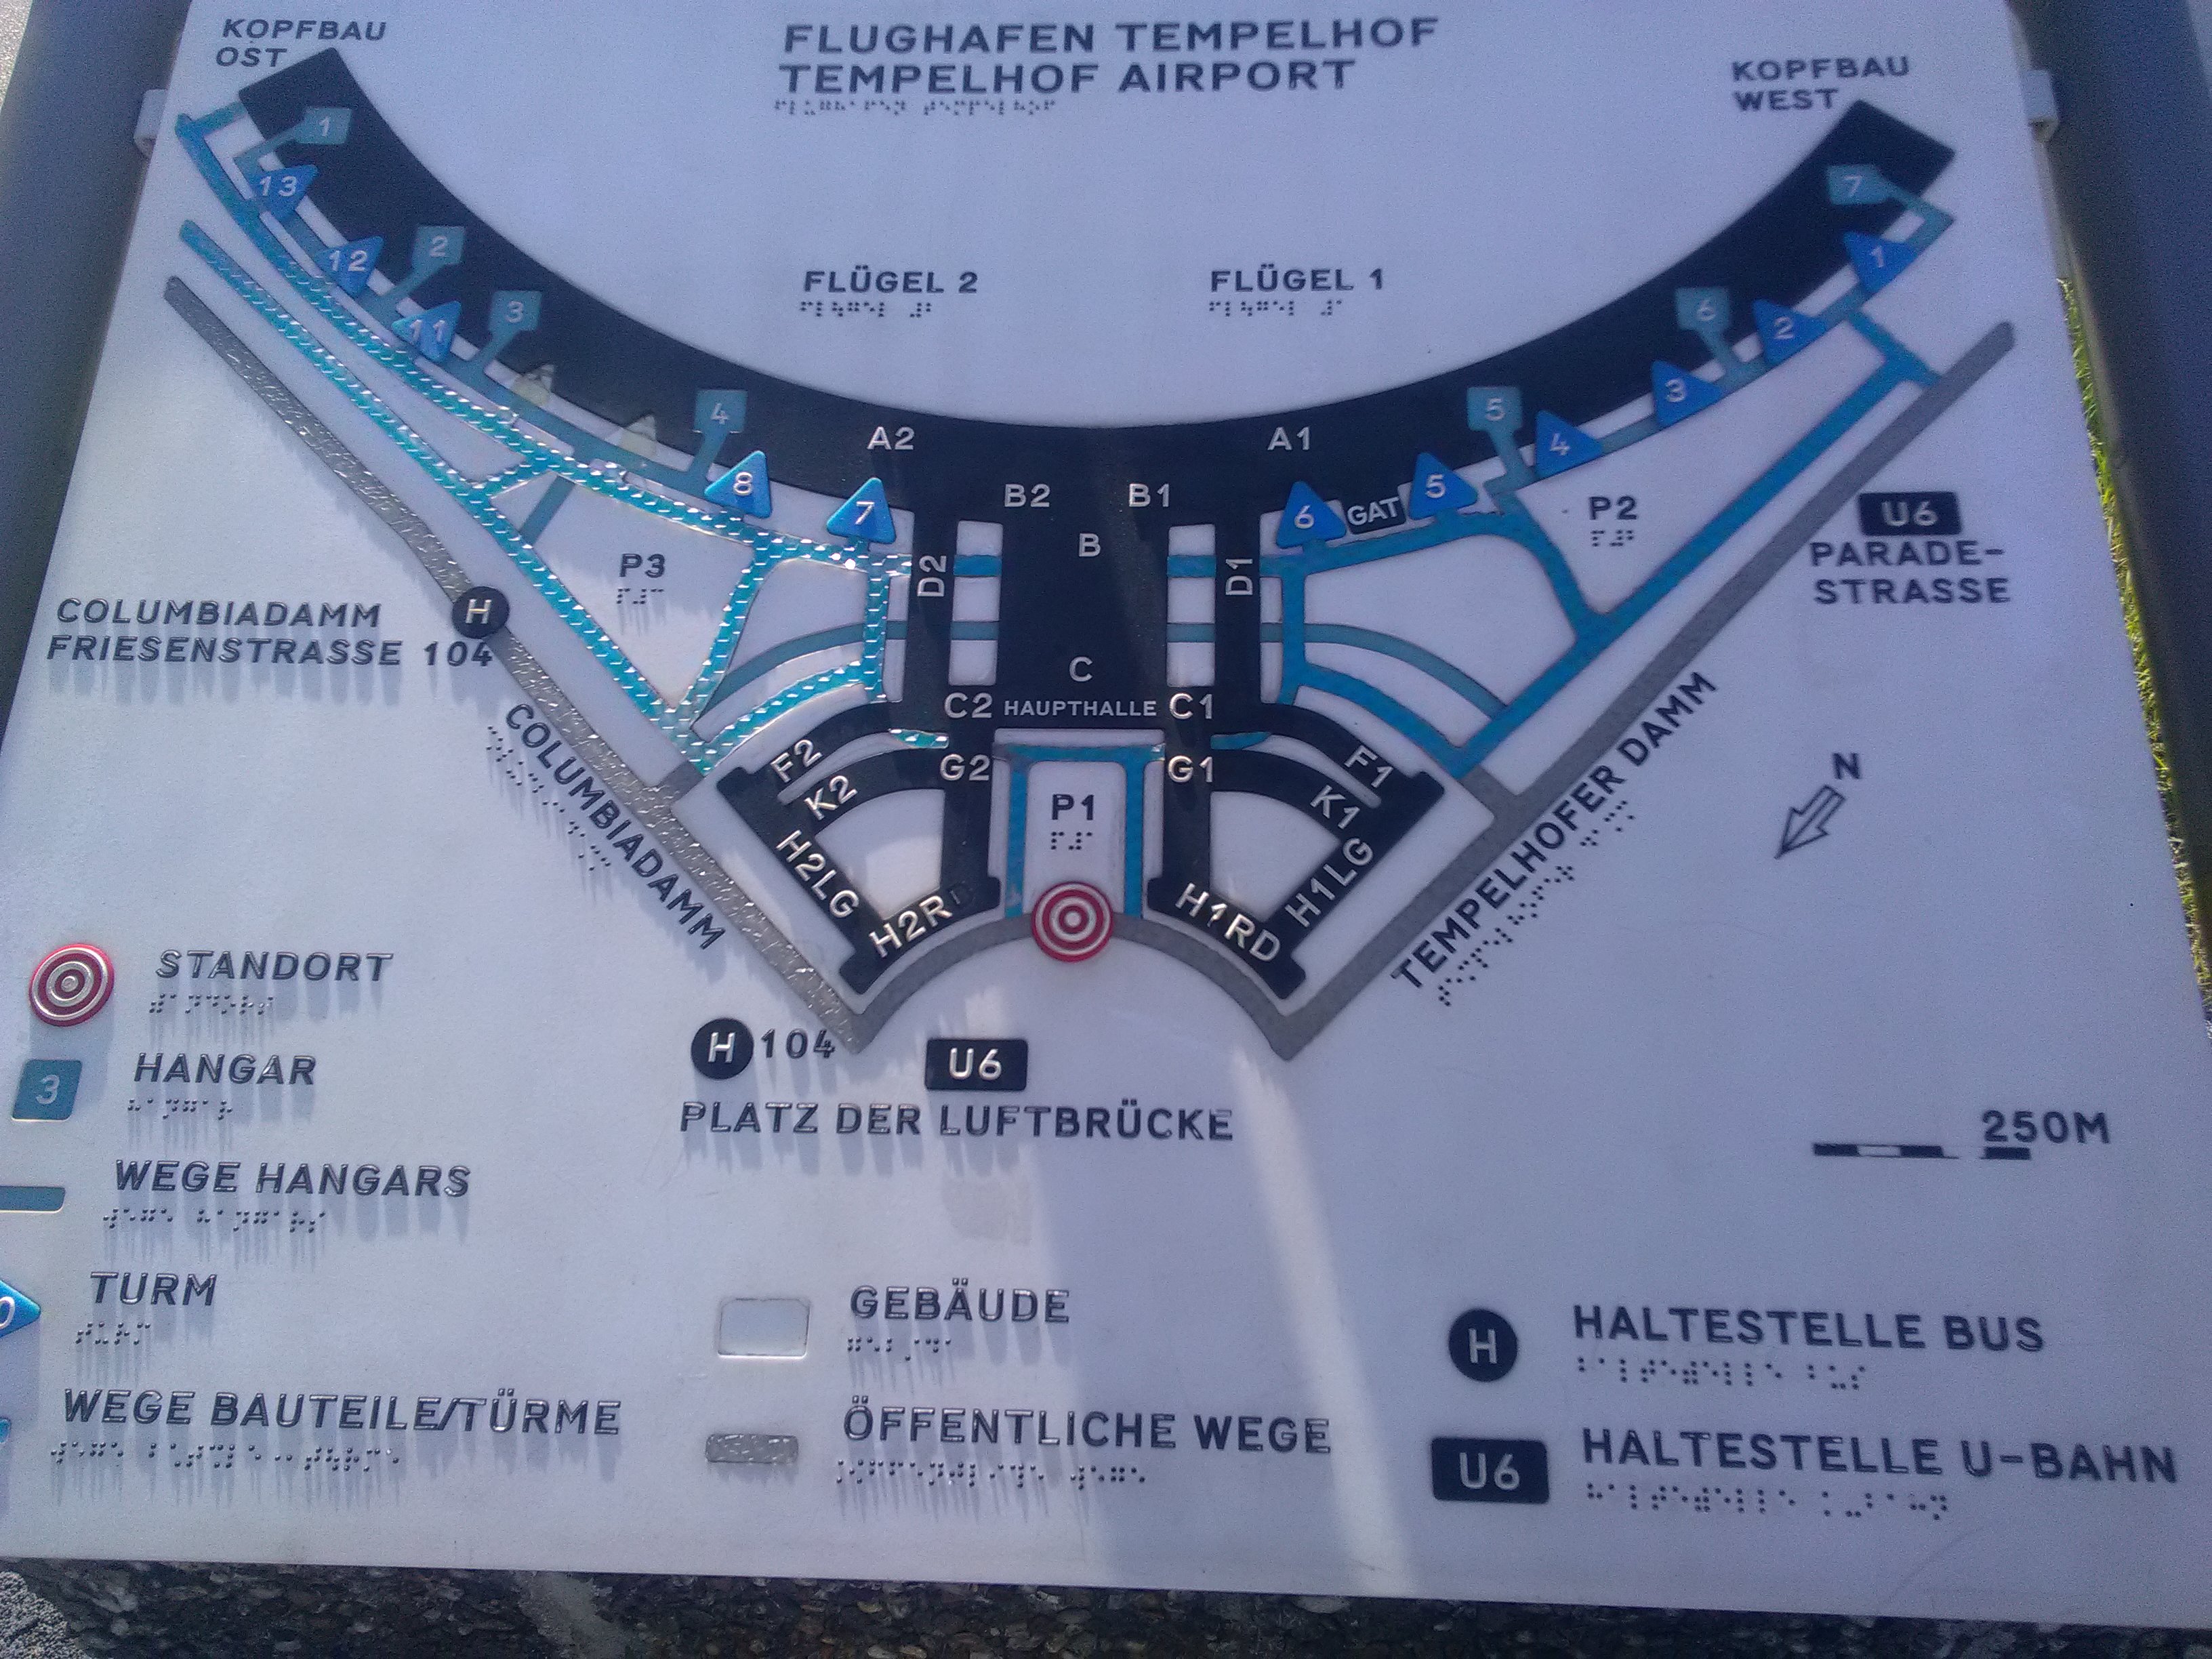 KOPFBAU
OST
FLUGHAFEN TEMPELHOF
TEMPELHOF AIRPORT
KOPFBAU
WEST
1
13
2
12
3
11
4
8
7
7
1
6
2
3
5
4
5
GAT
6
FLÜGEL 2
FLÜGEL 1
A2
A1
B2
B1
B
D2
D1
C
C2
HAUPTHALLE
C1
G2
G1
P3
P2
P1
F2
K2
H2LG
H2RD
F1
K1
H1LG
H1RD
U6
PARADE-
STRASSE
COLUMBIADAMM
FRIESENSTRASSE 104
H
COLUMBIADAMM
TEMPELHOFER DAMM
N
H 104
U6
PLATZ DER LUFTBRÜCKE
250M
STANDORT
3
HANGAR
WEGE HANGARS
0
TURM
WEGE BAUTEILE/TÜRME
GEBÄUDE
ÖFFENTLICHE WEGE
H
HALTESTELLE BUS
U6
HALTESTELLE U-BAHN